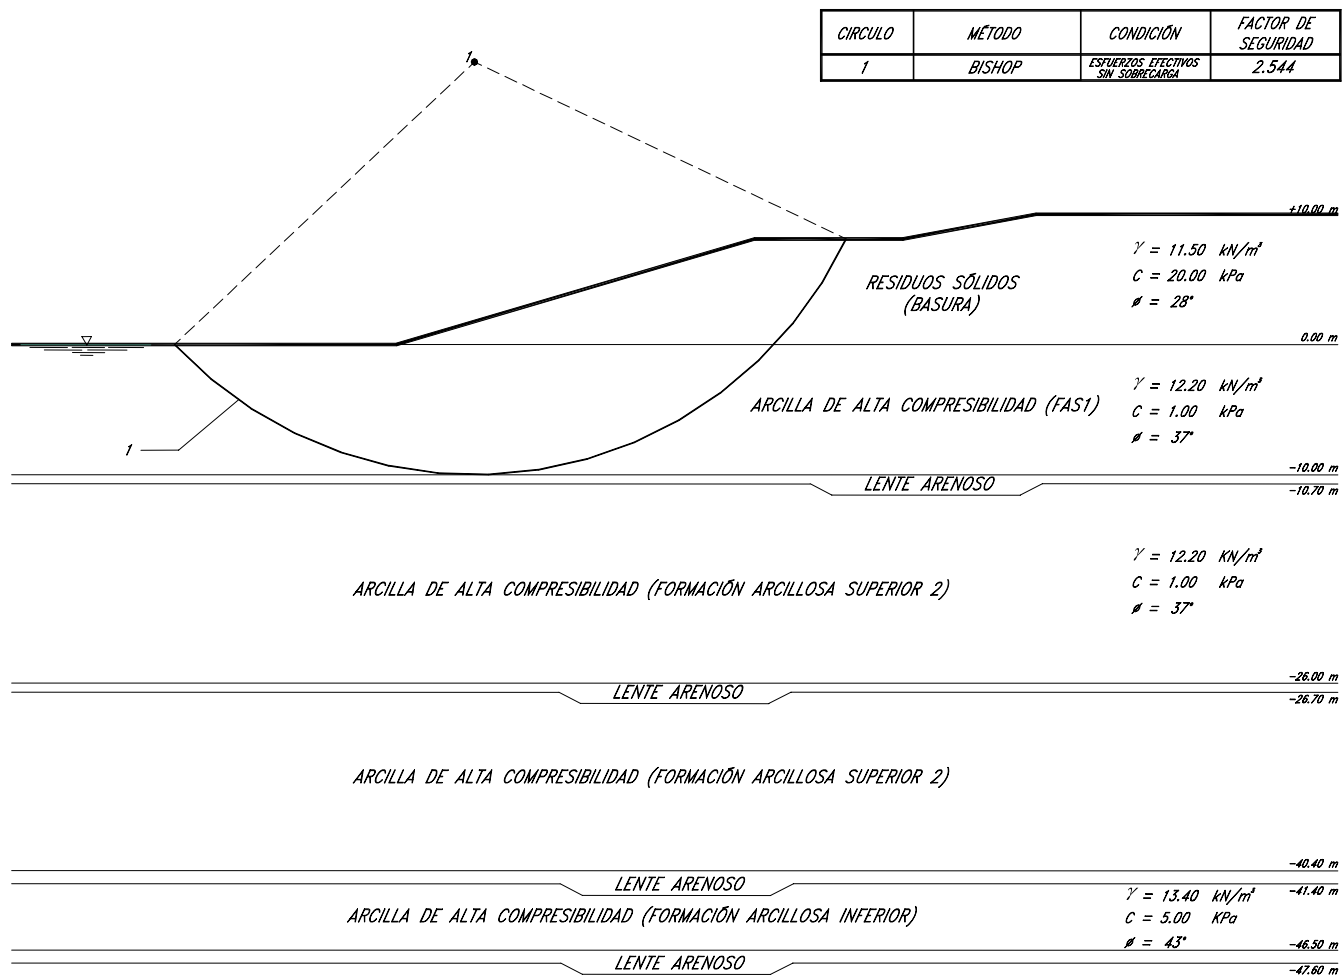 CIRCULO MÉTODO CONDICIÓN FACTOR DE
SEGURIDAD
1 BISHOP ESFUERZOS EFECTIVOS
SIN SOBRECARGA 2.544
1
+10.00 m
RESIDUOS SÓLIDOS
(BASURA)
γ = 11.50 kN/m³
C = 20.00 kPa
ø = 28°
0.00 m
ARCILLA DE ALTA COMPRESIBILIDAD (FAS1)
γ = 12.20 kN/m³
C = 1.00 kPa
ø = 37°
1
-10.00 m
LENTE ARENOSO
-10.70 m
ARCILLA DE ALTA COMPRESIBILIDAD (FORMACIÓN ARCILLOSA SUPERIOR 2)
γ = 12.20 KN/m³
C = 1.00 kPa
ø = 37°
-26.00 m
LENTE ARENOSO
-26.70 m
ARCILLA DE ALTA COMPRESIBILIDAD (FORMACIÓN ARCILLOSA SUPERIOR 2)
-40.40 m
LENTE ARENOSO
-41.40 m
ARCILLA DE ALTA COMPRESIBILIDAD (FORMACIÓN ARCILLOSA INFERIOR)
γ = 13.40 kN/m³
C = 5.00 KPa
ø = 43°
-46.50 m
LENTE ARENOSO
-47.60 m